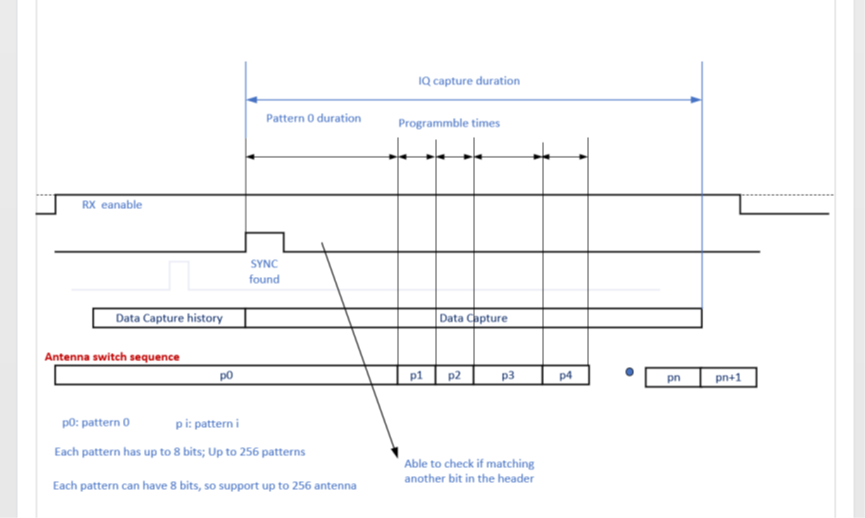 IQ capture duration
Pattern 0 duration
Programmble times
RX eanable
SYNC
found
Data Capture history
Data Capture
Antenna switch sequence
p0
p1
p2
p3
p4
pn
pn+1
p0: pattern 0
p i: pattern i
Each pattern has up to 8 bits; Up to 256 patterns
Able to check if matching
another bit in the header
Each pattern can have 8 bits, so support up to 256 antenna